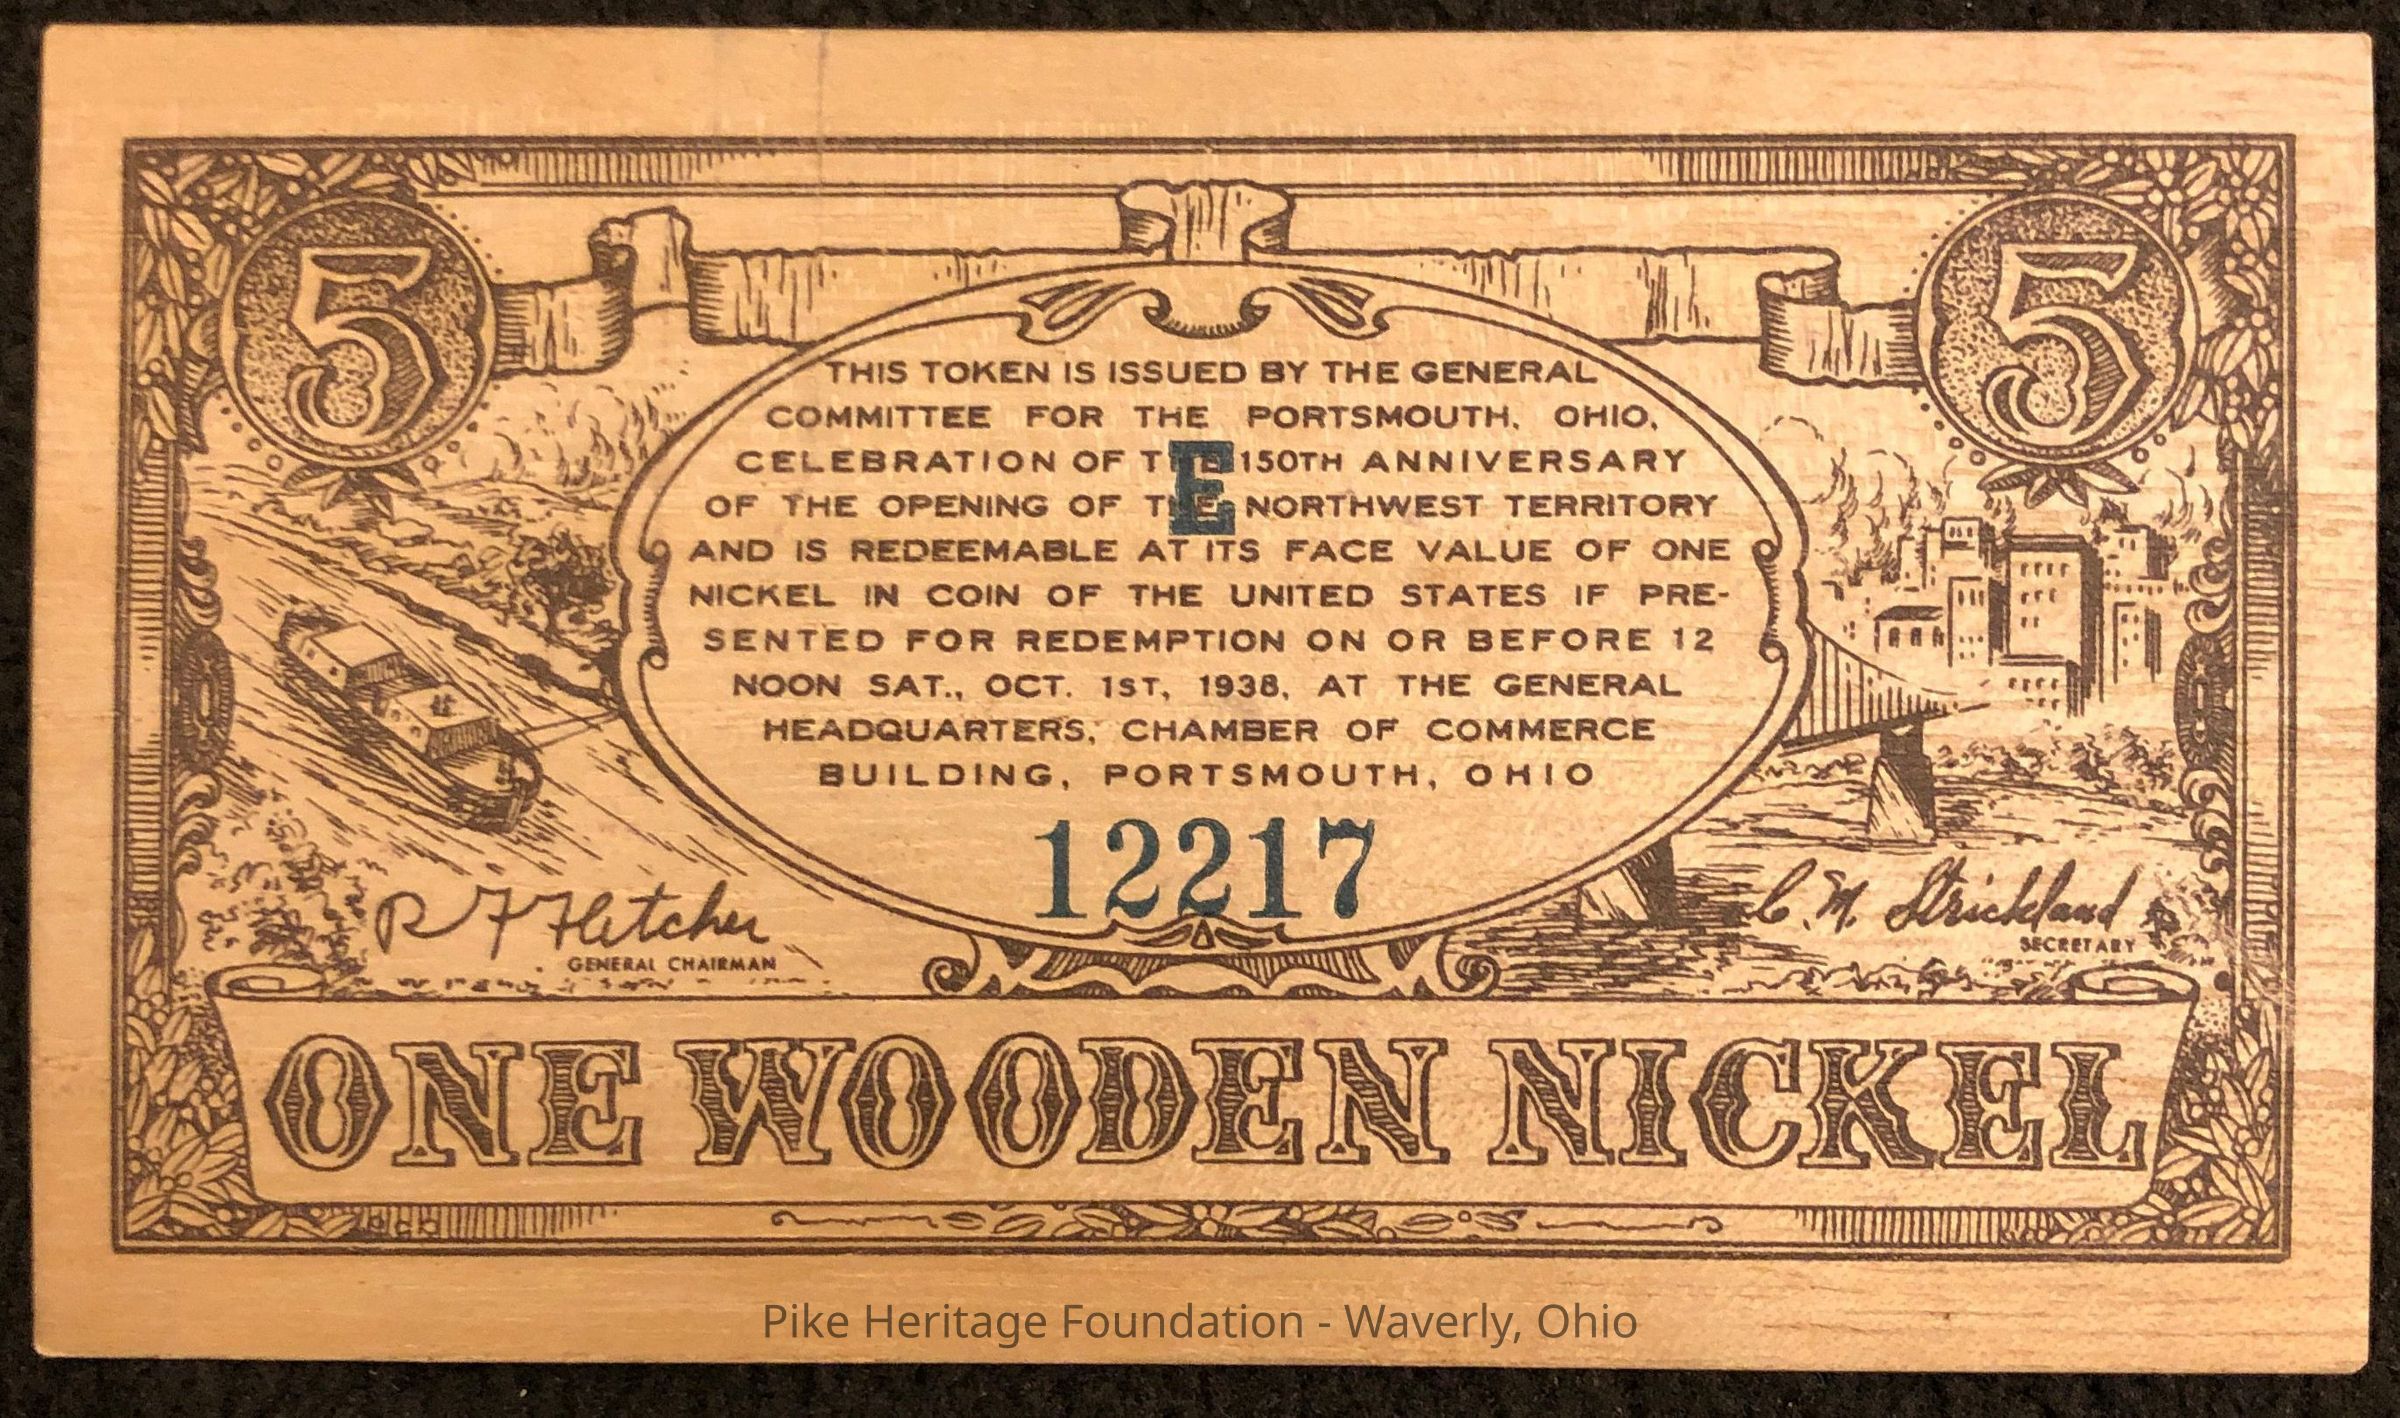 5 5
THIS TOKEN IS ISSUED BY THE GENERAL
COMMITTEE FOR THE PORTSMOUTH, OHIO,
CELEBRATION OF THE 150TH ANNIVERSARY
E
OF THE OPENING OF THE NORTHWEST TERRITORY
AND IS REDEEMABLE AT ITS FACE VALUE OF ONE
NICKEL IN COIN OF THE UNITED STATES IF PRE-
SENTED FOR REDEMPTION ON OR BEFORE 12
NOON SAT., OCT. 1ST, 1938, AT THE GENERAL
HEADQUARTERS, CHAMBER OF COMMERCE
BUILDING, PORTSMOUTH, OHIO
12217
R F Fletcher
GENERAL CHAIRMAN
C. M. Strickland
SECRETARY
ONE WOODEN NICKEL
Pike Heritage Foundation - Waverly, Ohio